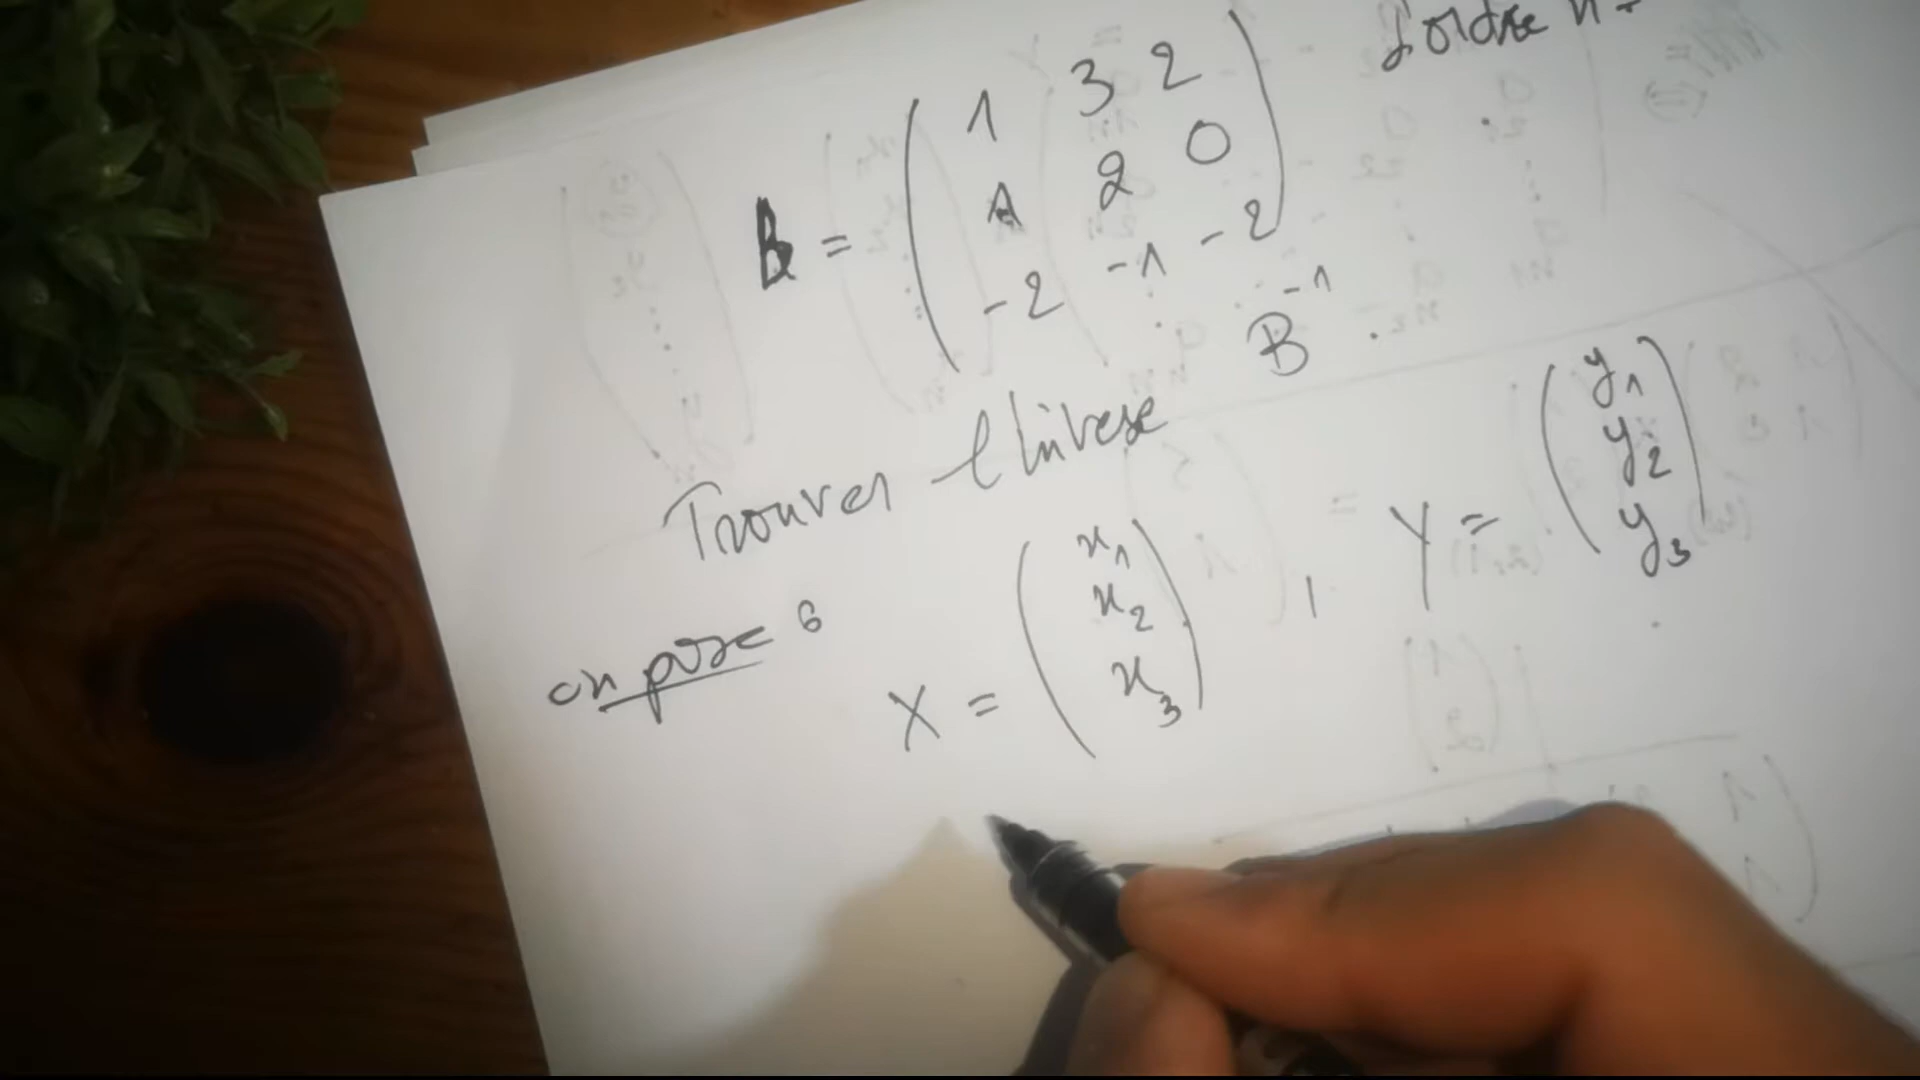 B = ( 1 3 2
1 2 0
-2 -1 -2 )
Trouver l'inverse B⁻¹.
on pose : X = ( x₁
x₂
x₃ ) , Y = ( y₁
y₂
y₃ )